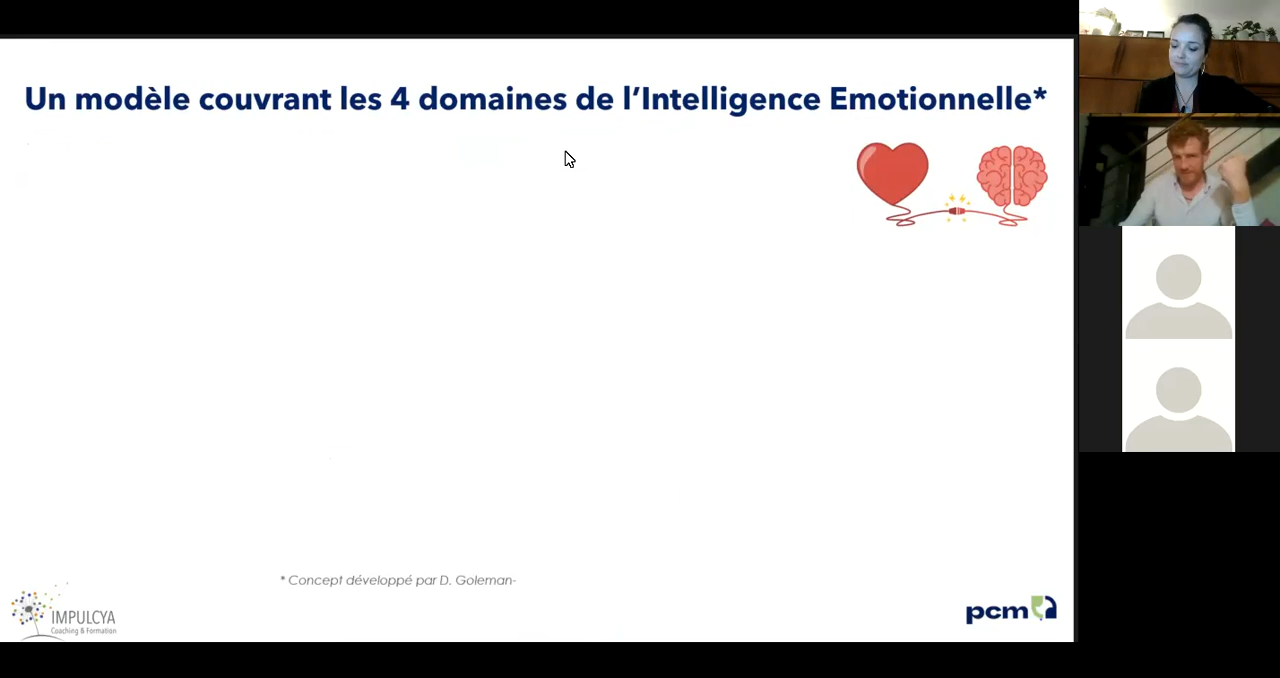 Un modèle couvrant les 4 domaines de l’Intelligence Emotionnelle*
* Concept développé par D. Goleman-
IMPULCYA
Coaching & Formation
pcm